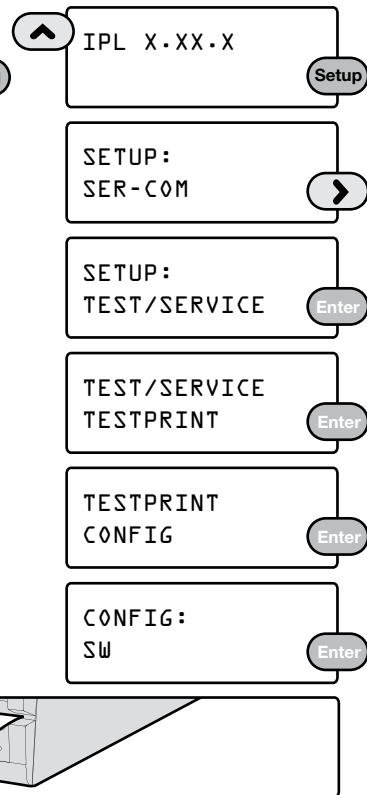 IPL X.XX.X
Setup
SETUP:
SER-COM
SETUP:
TEST/SERVICE
Enter
TEST/SERVICE
TESTPRINT
Enter
TESTPRINT
CONFIG
Enter
CONFIG:
SW
Enter